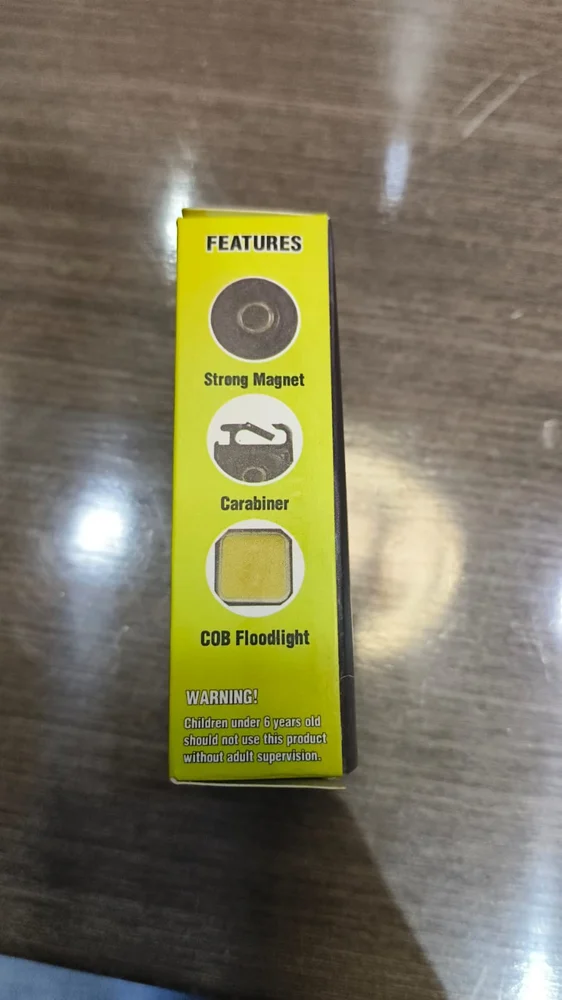 FEATURES
Strong Magnet
Carabiner
COB Floodlight
WARNING!
Children under 6 years old
should not use this product
without adult supervision.